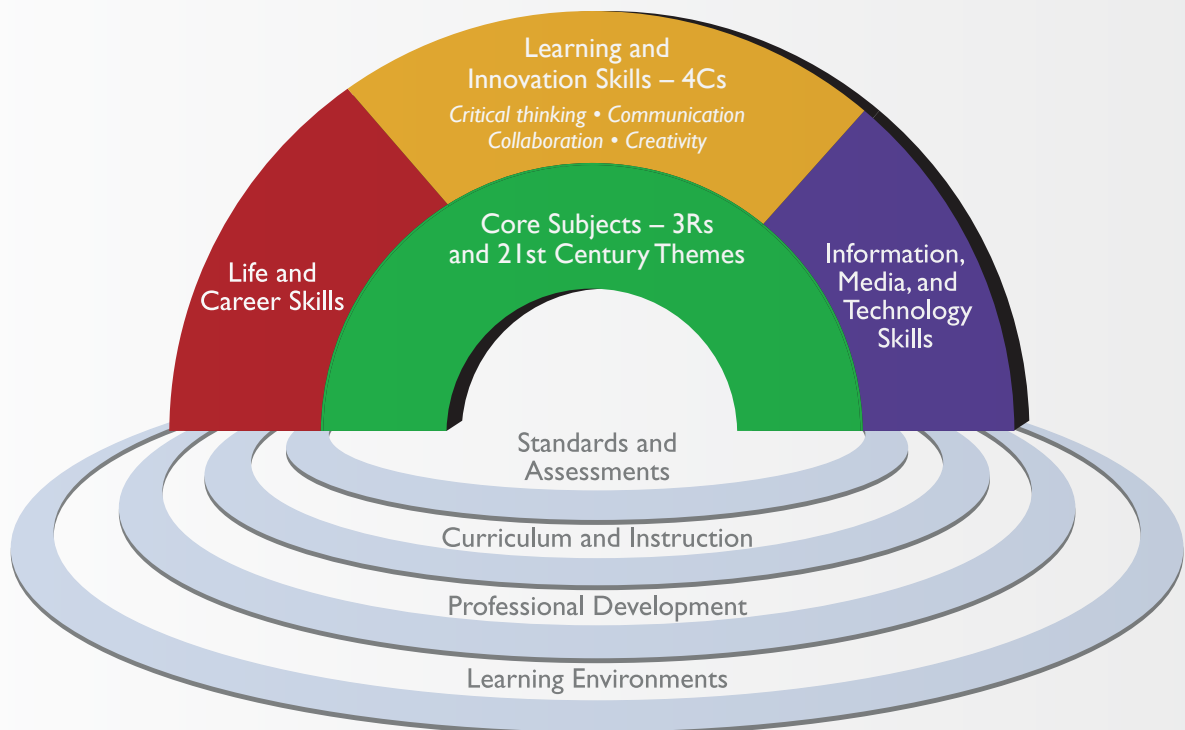 Learning and
Innovation Skills – 4Cs
Critical thinking • Communication
Collaboration • Creativity
Core Subjects – 3Rs
and 21st Century Themes
Life and
Career Skills
Information,
Media, and
Technology
Skills
Standards and
Assessments
Curriculum and Instruction
Professional Development
Learning Environments